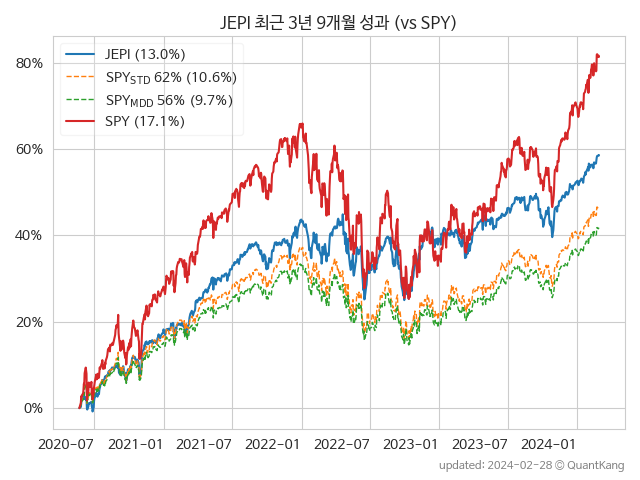 JEPI 최근 3년 9개월 성과 (vs SPY)
JEPI (13.0%)
SPY_STD 62% (10.6%)
SPY_MDD 56% (9.7%)
SPY (17.1%)
80%
60%
40%
20%
0%
2020-07 2021-01 2021-07 2022-01 2022-07 2023-01 2023-07 2024-01
updated: 2024-02-28 © QuantKang